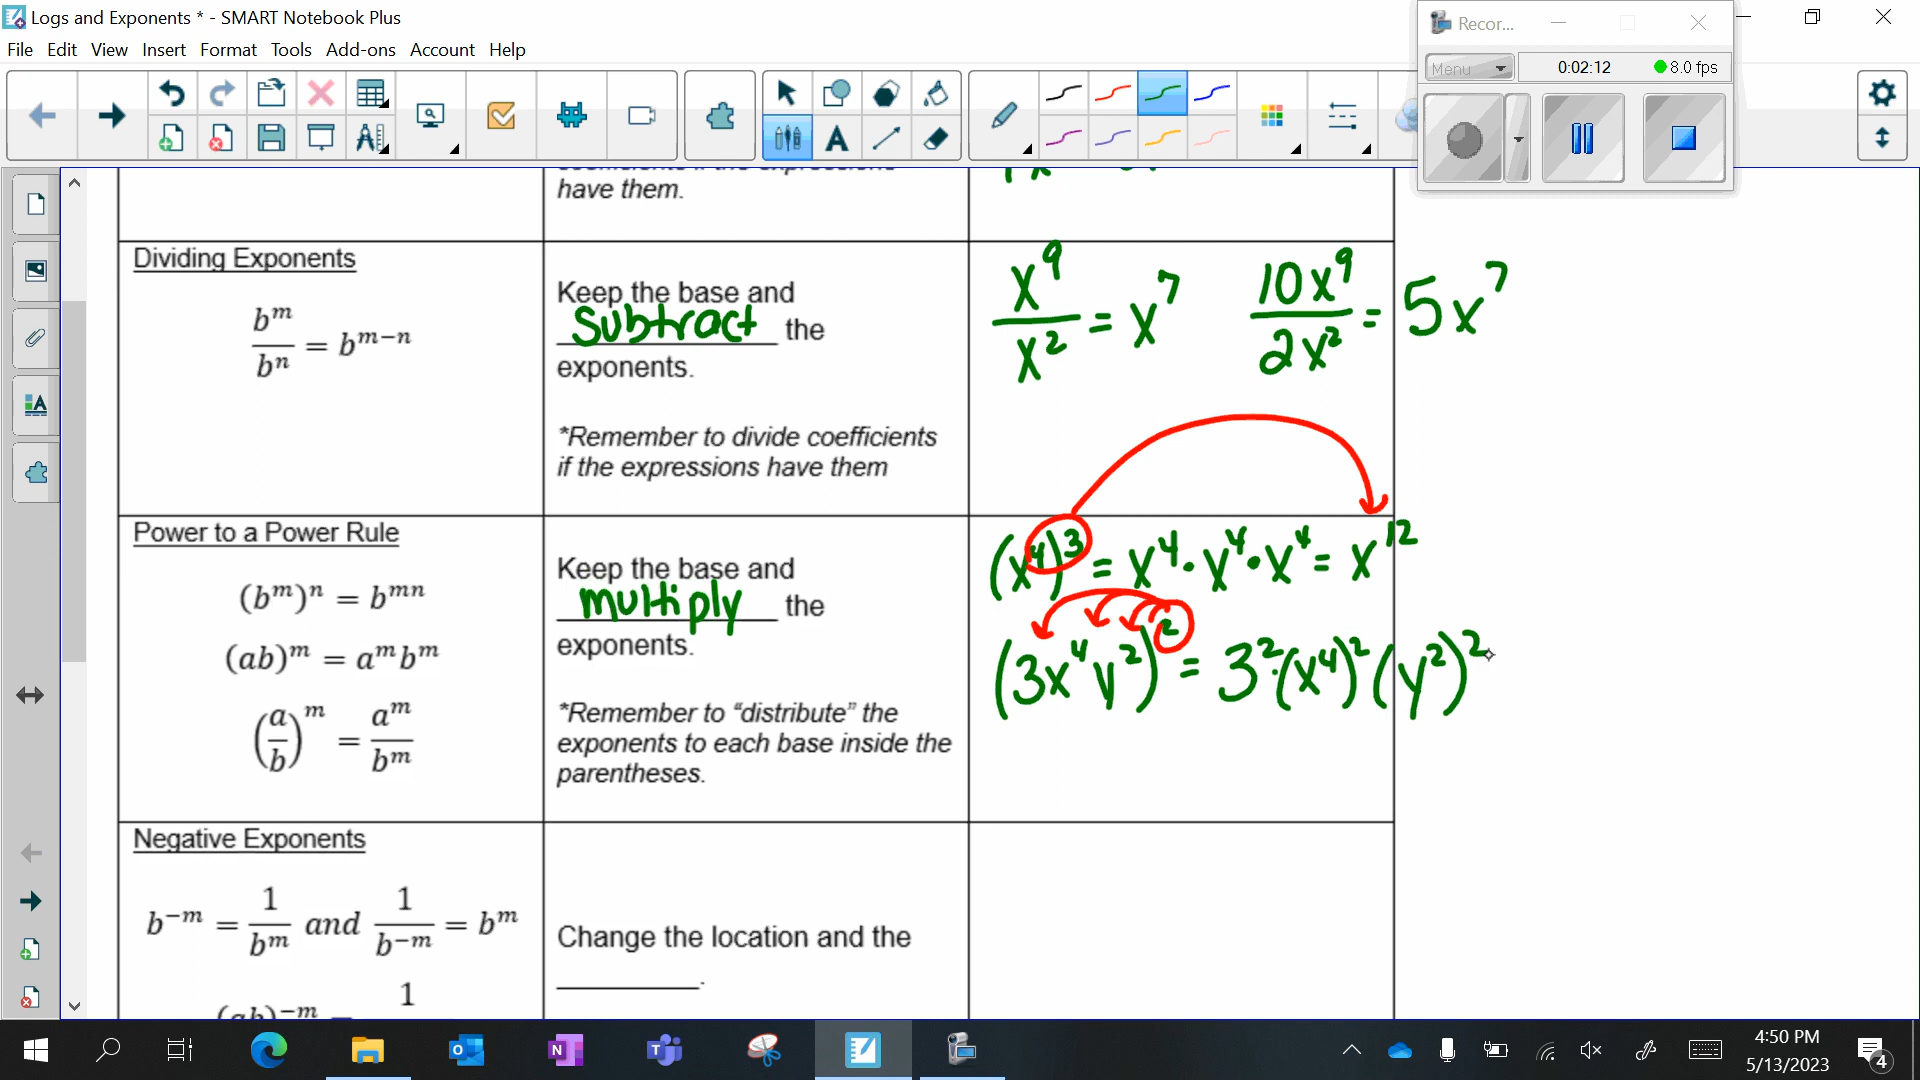 Logs and Exponents * - SMART Notebook Plus
File Edit View Insert Format Tools Add-ons Account Help
Recor...
Menu
0:02:12
8.0 fps
have them.
Dividing Exponents
b^m / b^n = b^{m−n}
Keep the base and
subtract the
exponents.
*Remember to divide coefficients
if the expressions have them
x^9 / x^2 = x^7
10x^9 / 2x^2 = 5x^7
Power to a Power Rule
(b^m)^n = b^{mn}
(ab)^m = a^m b^m
(a/b)^m = a^m / b^m
Keep the base and
multiply the
exponents.
*Remember to “distribute” the
exponents to each base inside the
parentheses.
(x^4)^3 = x^4 • x^4 • x^4 = x^12
(3x^4 y^2)^2 = 3^2 · (x^4)^2 (y^2)^2
Negative Exponents
b^{−m} = 1 / b^m and 1 / b^{−m} = b^m
Change the location and the
_________.
4:50 PM
5/13/2023
4